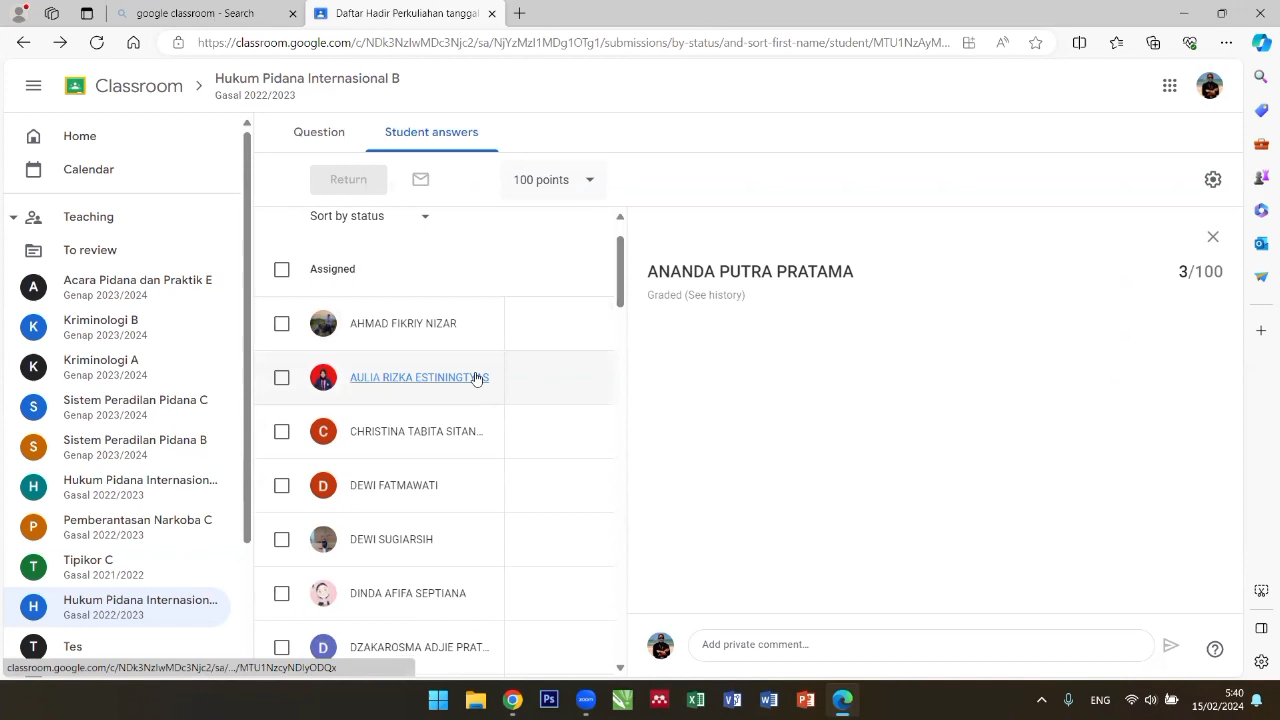 google classroom - Search
Daftar Hadir Perkuliahan tanggal
https://classroom.google.com/c/NDk3NzIwMDc3Njc2/sa/NjYzMzI1MDg1OTg1/submissions/by-status/and-sort-first-name/student/MTU1NzAyM...
Classroom
Hukum Pidana Internasional B
Gasal 2022/2023
Home
Calendar
Teaching
To review
A
Acara Pidana dan Praktik E
Genap 2023/2024
K
Kriminologi B
Genap 2023/2024
K
Kriminologi A
Genap 2023/2024
S
Sistem Peradilan Pidana C
Genap 2023/2024
S
Sistem Peradilan Pidana B
Genap 2023/2024
H
Hukum Pidana Internasion...
Gasal 2022/2023
P
Pemberantasan Narkoba C
Gasal 2022/2023
T
Tipikor C
Gasal 2021/2022
H
Hukum Pidana Internasion...
Gasal 2022/2023
T
Tes
Question
Student answers
Return
100 points
Sort by status
Assigned
AHMAD FIKRIY NIZAR
AULIA RIZKA ESTININGTYAS
C
CHRISTINA TABITA SITAN...
D
DEWI FATMAWATI
DEWI SUGIARSIH
DINDA AFIFA SEPTIANA
D
DZAKAROSMA ADJIE PRAT...
ANANDA PUTRA PRATAMA
3/100
Graded (See history)
Add private comment...
classroom.google.com/c/NDk3NzIwMDc3Njc2/sa/.../MTU1NzcyNDIyODQx
ENG
5:40
15/02/2024